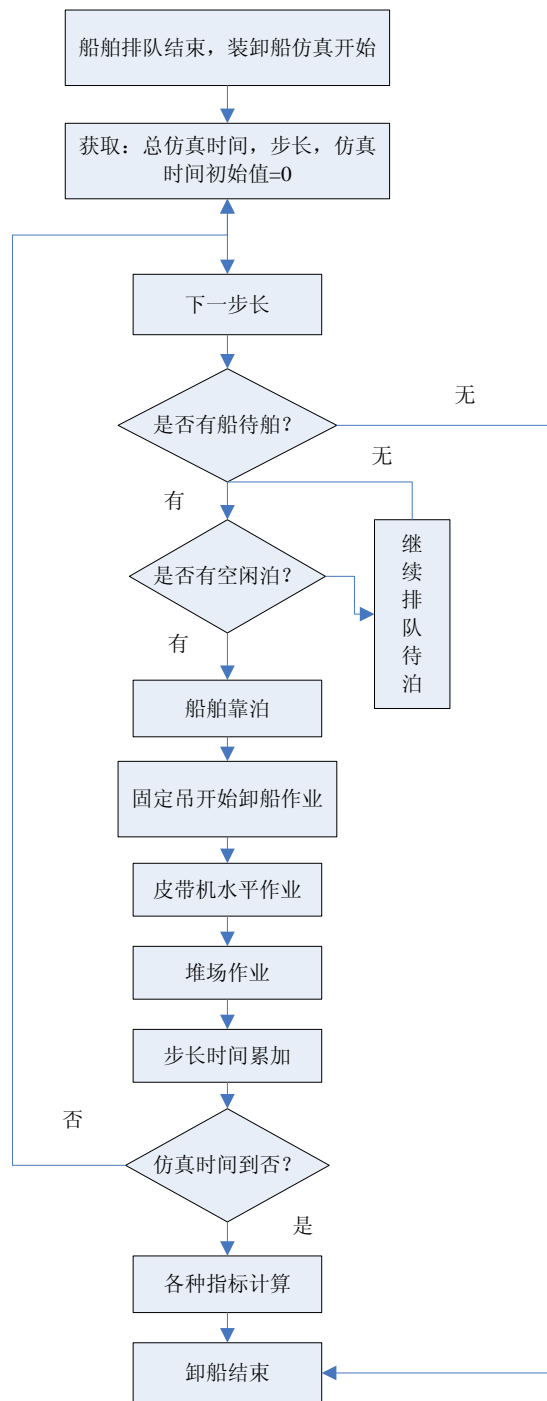 船舶排队结束，装卸船仿真开始
获取：总仿真时间，步长，仿真
时间初始值=0
下一步长
是否有船待舶？
无
无
有
是否有空闲泊？
继
续
排
队
待
泊
有
船舶靠泊
固定吊开始卸船作业
皮带机水平作业
堆场作业
步长时间累加
否
仿真时间到否？
是
各种指标计算
卸船结束